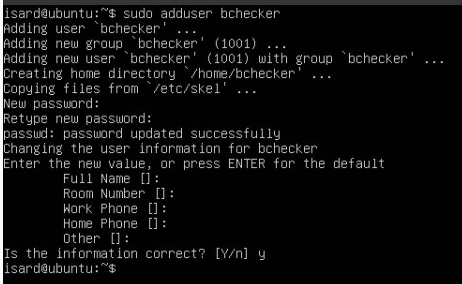 isard@ubuntu:~$ sudo adduser bchecker
Adding user `bchecker' ...
Adding new group `bchecker' (1001) ...
Adding new user `bchecker' (1001) with group `bchecker' ...
Creating home directory `/home/bchecker' ...
Copying files from `/etc/skel' ...
New password:
Retype new password:
passwd: password updated successfully
Changing the user information for bchecker
Enter the new value, or press ENTER for the default
Full Name []:
Room Number []:
Work Phone []:
Home Phone []:
Other []:
Is the information correct? [Y/n] y
isard@ubuntu:~$